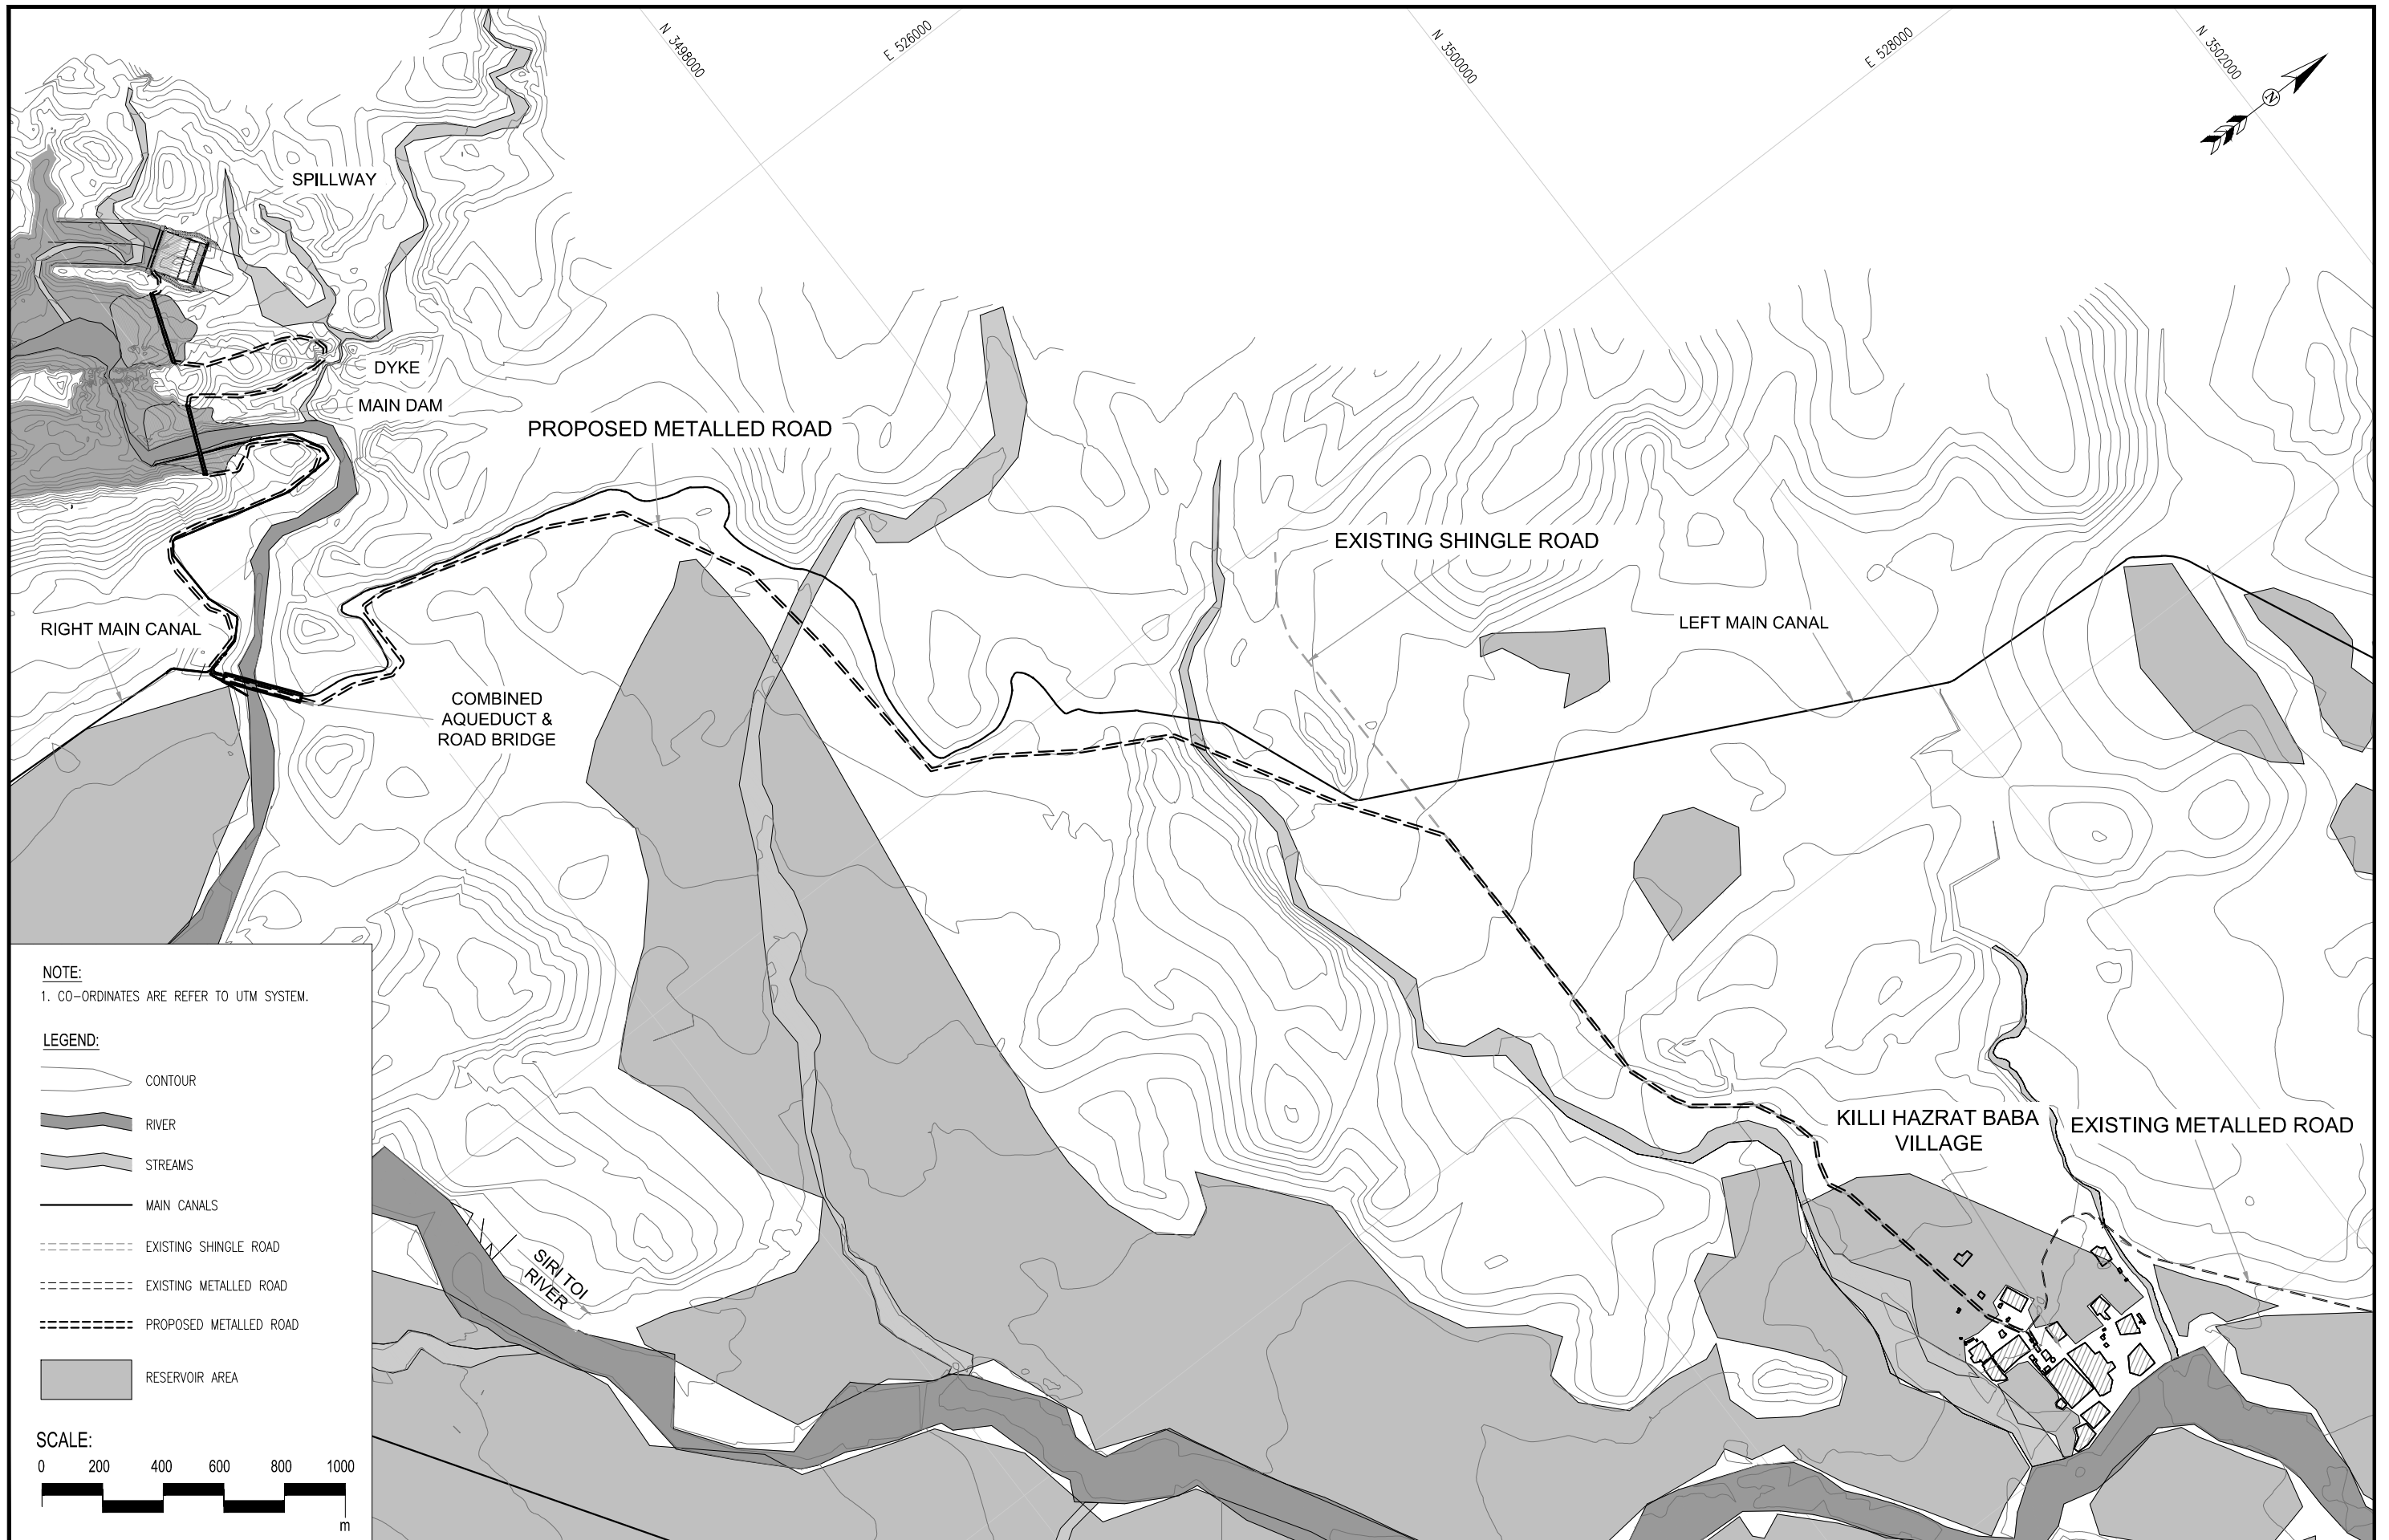 N 3498000
E 526000
N 3500000
E 528000
N 3502000
N
SPILLWAY
DYKE
MAIN DAM
PROPOSED METALLED ROAD
EXISTING SHINGLE ROAD
LEFT MAIN CANAL
RIGHT MAIN CANAL
COMBINED
AQUEDUCT &
ROAD BRIDGE
KILLI HAZRAT BABA
VILLAGE
EXISTING METALLED ROAD
SIRI TOI
RIVER
NOTE:
1. CO-ORDINATES ARE REFER TO UTM SYSTEM.
LEGEND:
CONTOUR
RIVER
STREAMS
MAIN CANALS
EXISTING SHINGLE ROAD
EXISTING METALLED ROAD
PROPOSED METALLED ROAD
RESERVOIR AREA
SCALE:
0 200 400 600 800 1000
m